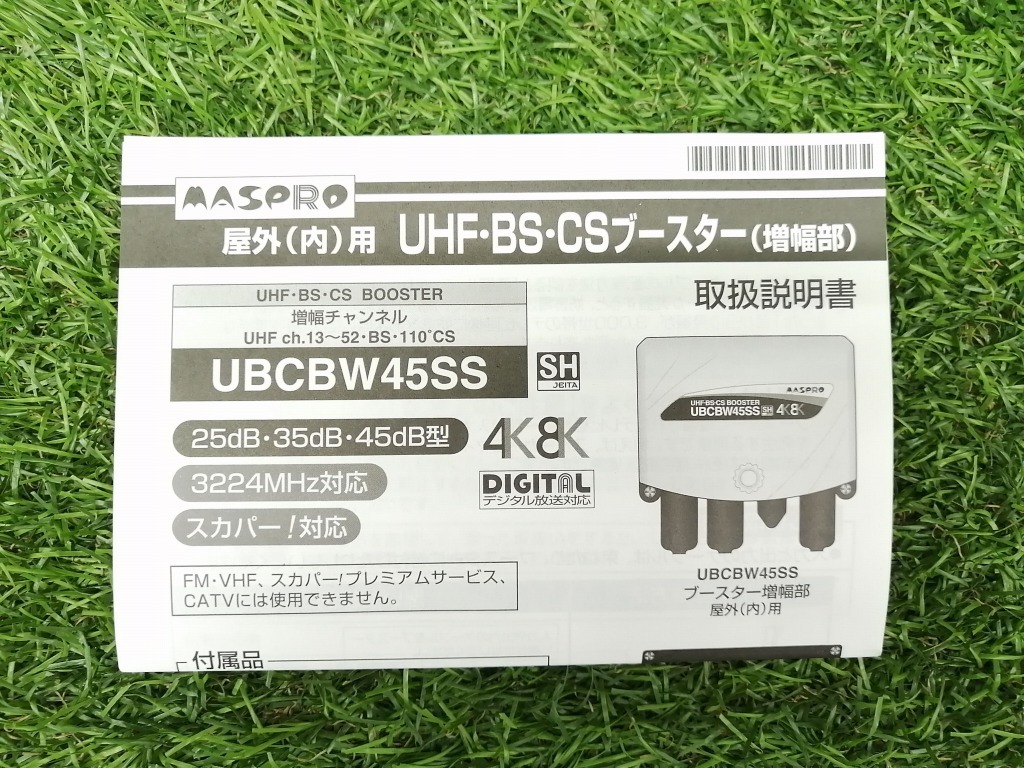 MASPRO
屋外(内)用 UHF・BS・CSブースター(増幅部)
取扱説明書
UHF・BS・CS BOOSTER
増幅チャンネル
UHF ch.13〜52・BS・110°CS
UBCBW45SS
SH
JEITA
25dB・35dB・45dB型
4K8K
3224MHz対応
DIGITAL
デジタル放送対応
スカパー!対応
FM・VHF、スカパー!プレミアムサービス、
CATVには使用できません。
MASPRO
UHF・BS・CS BOOSTER
UBCBW45SS SH 4K8K
UBCBW45SS
ブースター増幅部
屋外(内)用
付属品